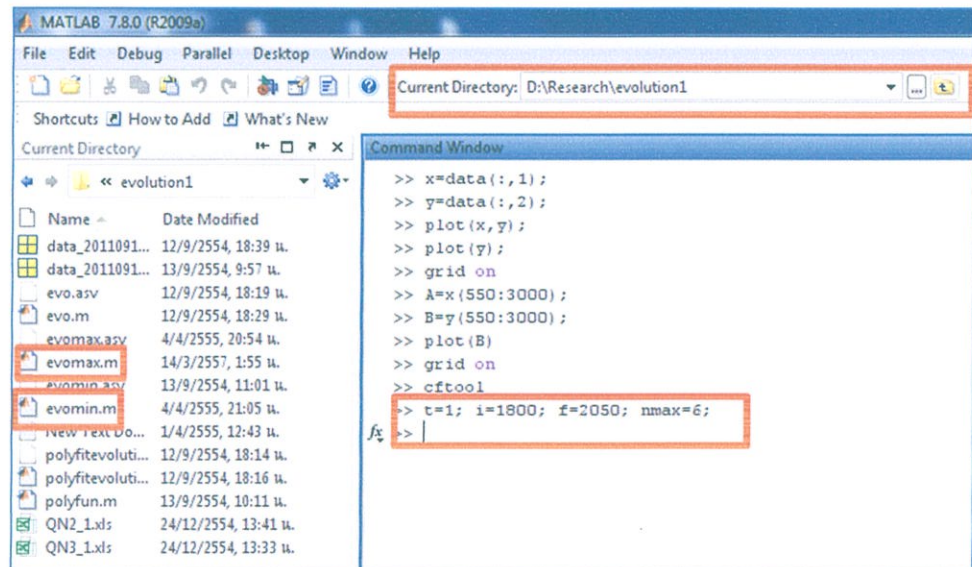 MATLAB 7.8.0 (R2009a)
File Edit Debug Parallel Desktop Window Help
Current Directory: D:\Research\evolution1
Shortcuts How to Add What's New
Current Directory
Command Window
« evolution1
Name Date Modified
data_2011091... 12/9/2554, 18:39 น.
data_2011091... 13/9/2554, 9:57 น.
evo.asv 12/9/2554, 18:19 น.
evo.m 12/9/2554, 18:29 น.
evomax.asv 4/4/2555, 20:54 น.
evomax.m 14/3/2557, 1:55 น.
evomin.asv 13/9/2554, 11:01 น.
evomin.m 4/4/2555, 21:05 น.
New Text Do... 1/4/2555, 12:43 น.
polyfitevoluti... 12/9/2554, 18:14 น.
polyfitevoluti... 12/9/2554, 18:16 น.
polyfun.m 13/9/2554, 10:11 น.
QN2_1.xls 24/12/2554, 13:41 น.
QN3_1.xls 24/12/2554, 13:33 น.
>> x=data(:,1);
>> y=data(:,2);
>> plot(x,y);
>> plot(y);
>> grid on
>> A=x(550:3000);
>> B=y(550:3000);
>> plot(B)
>> grid on
>> cftool
>> t=1; i=1800; f=2050; nmax=6;
fx >>